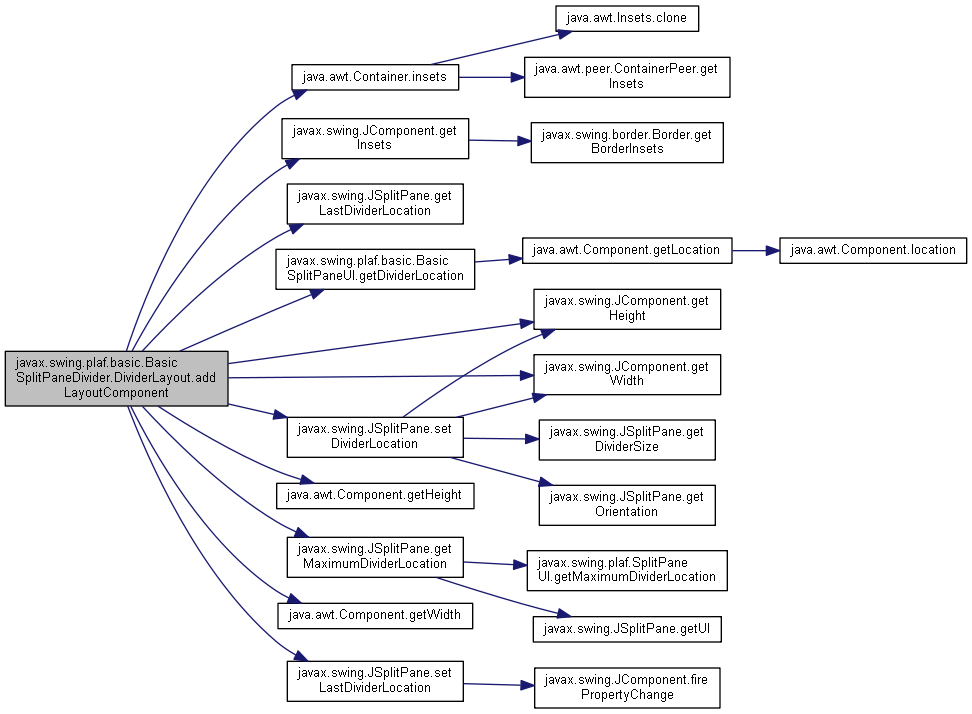 java.awt.Insets.clone
java.awt.Container.insets
java.awt.peer.ContainerPeer.get
Insets
javax.swing.JComponent.get
Insets
javax.swing.border.Border.get
BorderInsets
javax.swing.JSplitPane.get
LastDividerLocation
javax.swing.plaf.basic.Basic
SplitPaneUI.getDividerLocation
java.awt.Component.getLocation
java.awt.Component.location
javax.swing.JComponent.get
Height
javax.swing.plaf.basic.Basic
SplitPaneDivider.DividerLayout.add
LayoutComponent
javax.swing.JComponent.get
Width
javax.swing.JSplitPane.set
DividerLocation
javax.swing.JSplitPane.get
DividerSize
java.awt.Component.getHeight
javax.swing.JSplitPane.get
Orientation
javax.swing.JSplitPane.get
MaximumDividerLocation
javax.swing.plaf.SplitPane
UI.getMaximumDividerLocation
java.awt.Component.getWidth
javax.swing.JSplitPane.getUI
javax.swing.JSplitPane.set
LastDividerLocation
javax.swing.JComponent.fire
PropertyChange